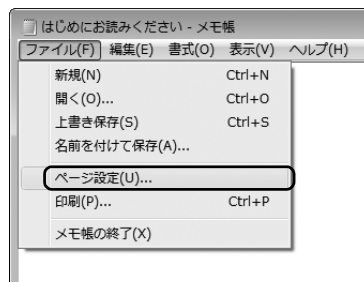 はじめにお読みください - メモ帳
ファイル(F) 編集(E) 書式(O) 表示(V) ヘルプ(H)
新規(N) Ctrl+N
開く(O)... Ctrl+O
上書き保存(S) Ctrl+S
名前を付けて保存(A)...
ページ設定(U)...
印刷(P)... Ctrl+P
メモ帳の終了(X)